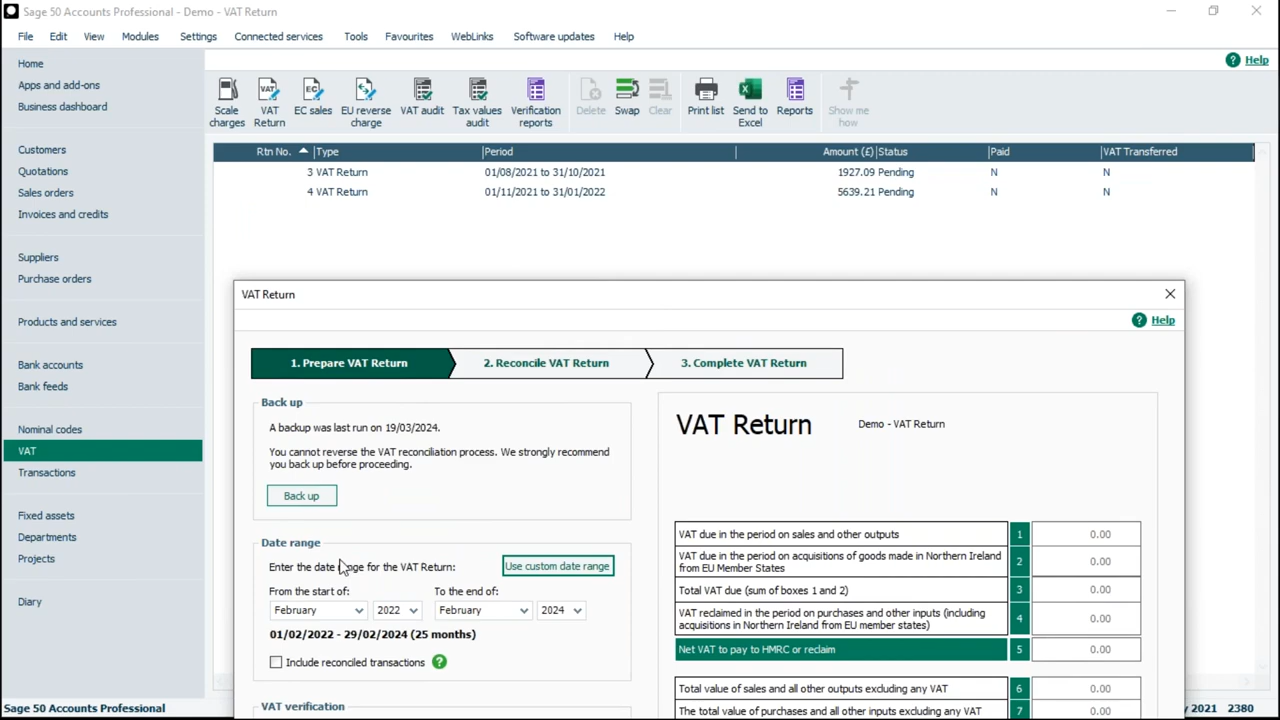 Sage 50 Accounts Professional - Demo - VAT Return
File Edit View Modules Settings Connected services Tools Favourites WebLinks Software updates Help
Home
Apps and add-ons
Business dashboard
Customers
Quotations
Sales orders
Invoices and credits
Suppliers
Purchase orders
Products and services
Bank accounts
Bank feeds
Nominal codes
VAT
Transactions
Fixed assets
Departments
Projects
Diary
Help
Scale charges
VAT Return
EC sales
EU reverse charge
VAT audit
Tax values audit
Verification reports
Delete
Swap
Clear
Print list
Send to Excel
Reports
Show me how
Rtn No. Type Period Amount (£) Status Paid VAT Transferred
3 VAT Return 01/08/2021 to 31/10/2021 1927.09 Pending N N
4 VAT Return 01/11/2021 to 31/01/2022 5639.21 Pending N N
VAT Return
Help
1. Prepare VAT Return 2. Reconcile VAT Return 3. Complete VAT Return
Back up
A backup was last run on 19/03/2024.
You cannot reverse the VAT reconciliation process. We strongly recommend
you back up before proceeding.
Back up
Date range
Enter the date range for the VAT Return: Use custom date range
From the start of: To the end of:
February 2022 February 2024
01/02/2022 - 29/02/2024 (25 months)
Include reconciled transactions ?
VAT verification
VAT Return Demo - VAT Return
VAT due in the period on sales and other outputs 1 0.00
VAT due in the period on acquisitions of goods made in Northern Ireland
from EU Member States 2 0.00
Total VAT due (sum of boxes 1 and 2) 3 0.00
VAT reclaimed in the period on purchases and other inputs (including
acquisitions in Northern Ireland from EU member states) 4 0.00
Net VAT to pay to HMRC or reclaim 5 0.00
Total value of sales and all other outputs excluding any VAT 6 0.00
The total value of purchases and all other inputs excluding any VAT 7 0.00
Sage 50 Accounts Professional
2021 2380